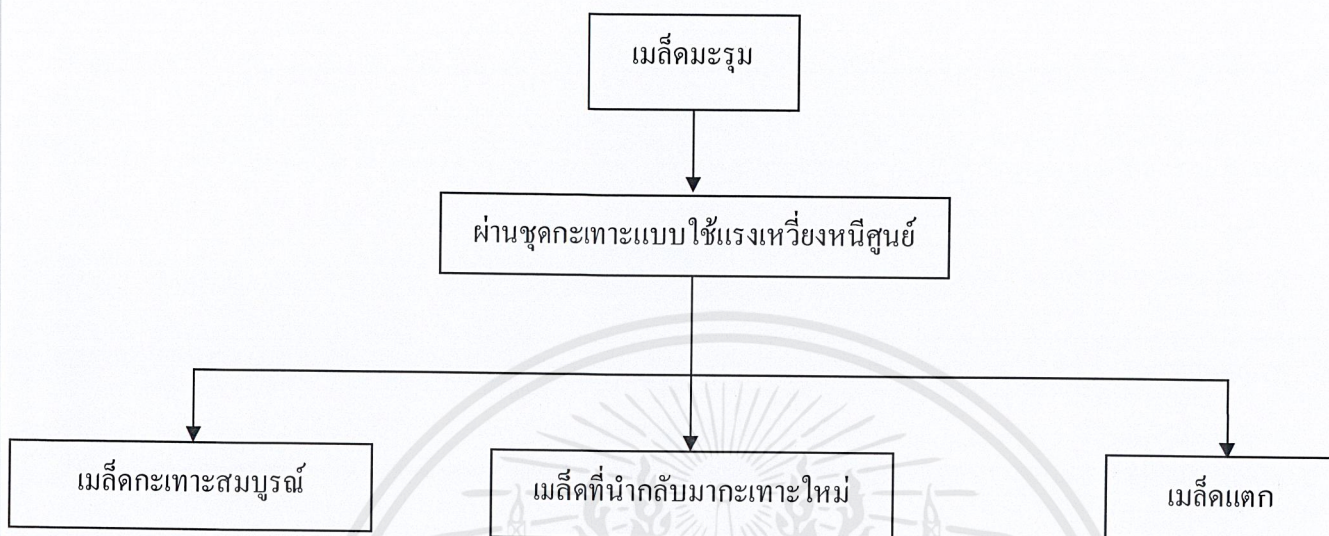 เมล็ดมะรุม
ผ่านชุดกะเทาะแบบใช้แรงเหวี่ยงหนีศูนย์
เมล็ดกะเทาะสมบูรณ์
เมล็ดที่นำกลับมากะเทาะใหม่
เมล็ดแตก